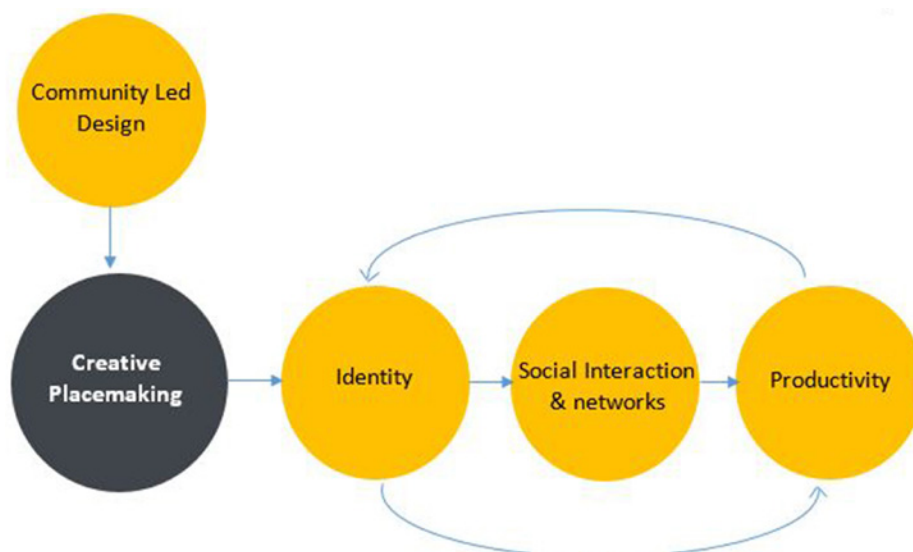 Community Led
Design
Creative
Placemaking
Identity
Social Interaction
& networks
Productivity